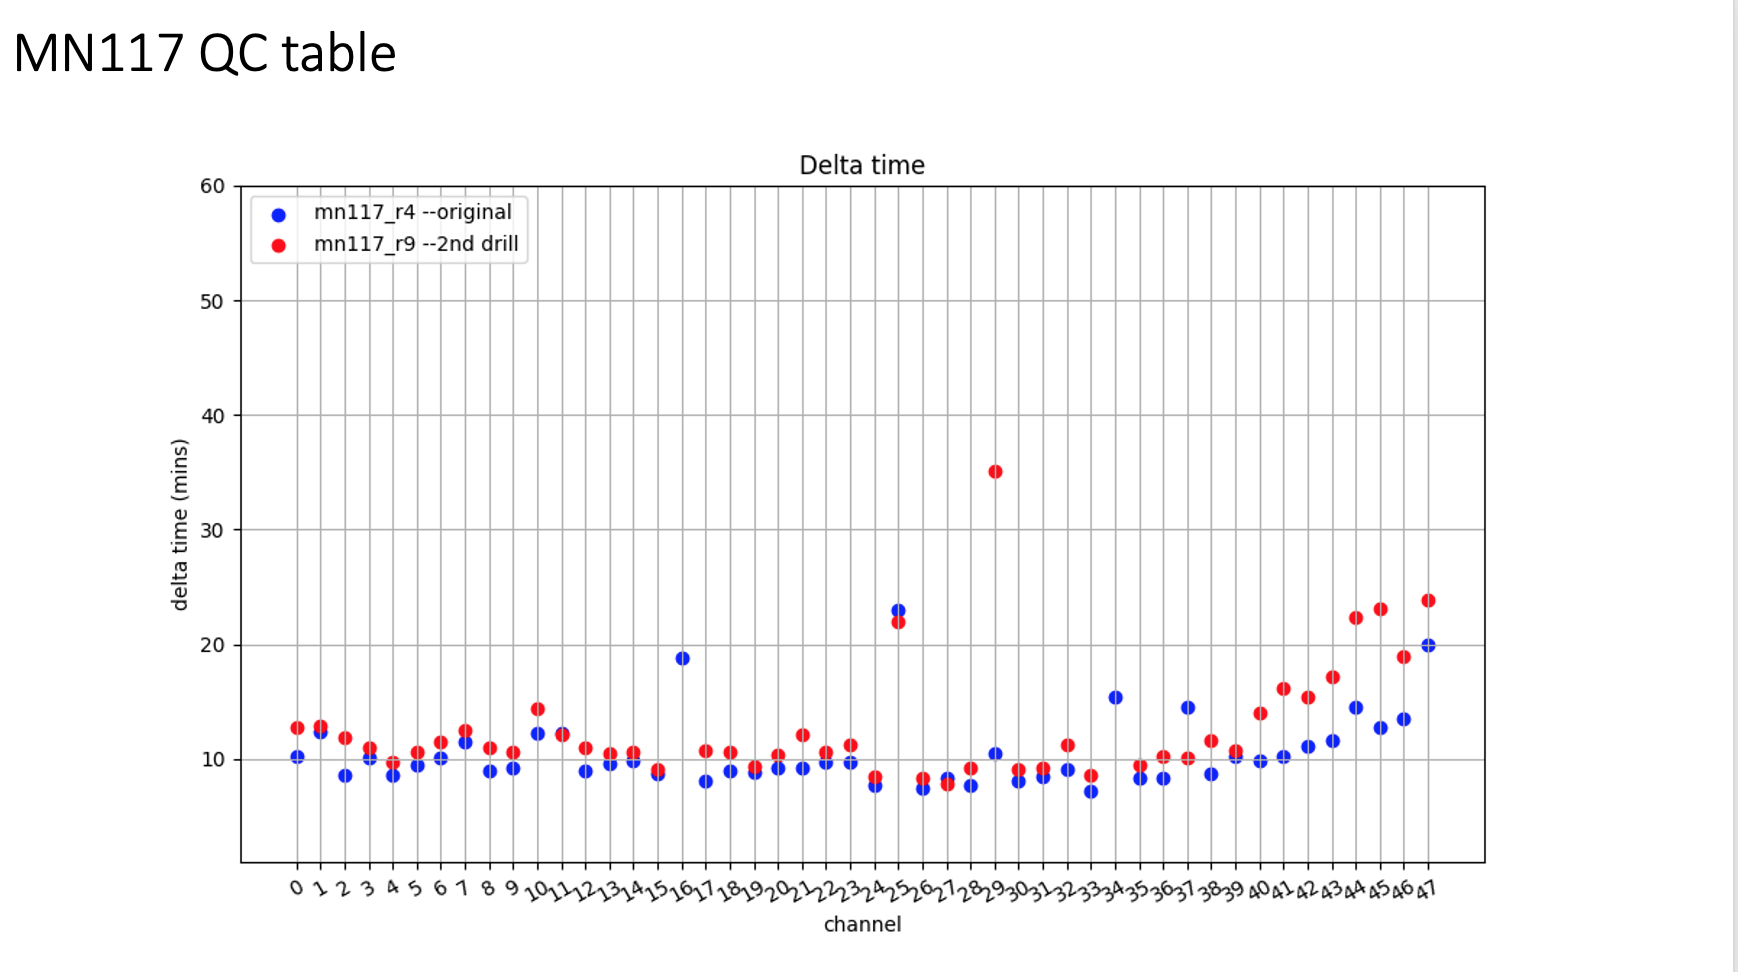 MN117 QC table
Delta time
60
mn117_r4 --original
mn117_r9 --2nd drill
50
40
30
20
10
delta time (mins)
0 1 2 3 4 5 6 7 8 9 10 11 12 13 14 15 16 17 18 19 20 21 22 23 24 25 26 27 28 29 30 31 32 33 34 35 36 37 38 39 40 41 42 43 44 45 46 47
channel